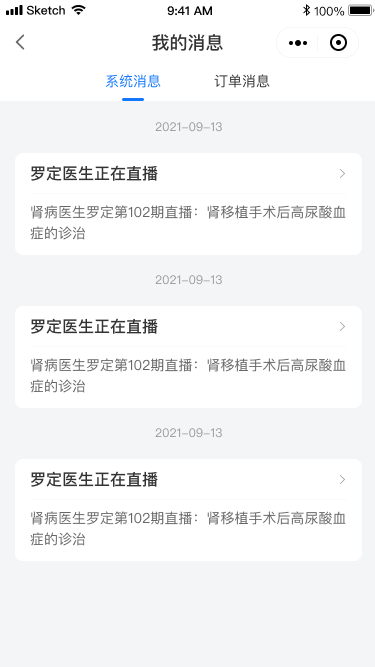 Sketch 9:41 AM 100%
我的消息
系统消息 订单消息
2021-09-13
罗定医生正在直播
肾病医生罗定第102期直播：肾移植手术后高尿酸血
症的诊治
2021-09-13
罗定医生正在直播
肾病医生罗定第102期直播：肾移植手术后高尿酸血
症的诊治
2021-09-13
罗定医生正在直播
肾病医生罗定第102期直播：肾移植手术后高尿酸血
症的诊治